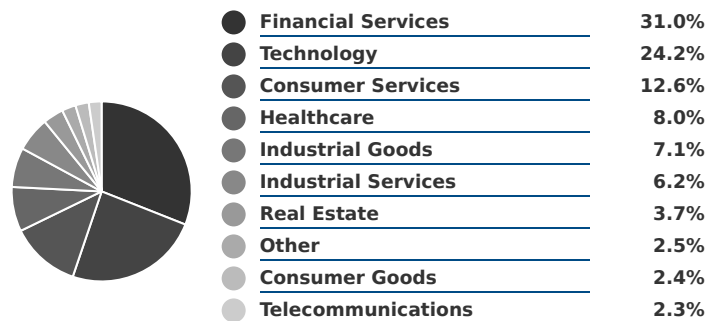 Financial Services 31.0%
Technology 24.2%
Consumer Services 12.6%
Healthcare 8.0%
Industrial Goods 7.1%
Industrial Services 6.2%
Real Estate 3.7%
Other 2.5%
Consumer Goods 2.4%
Telecommunications 2.3%